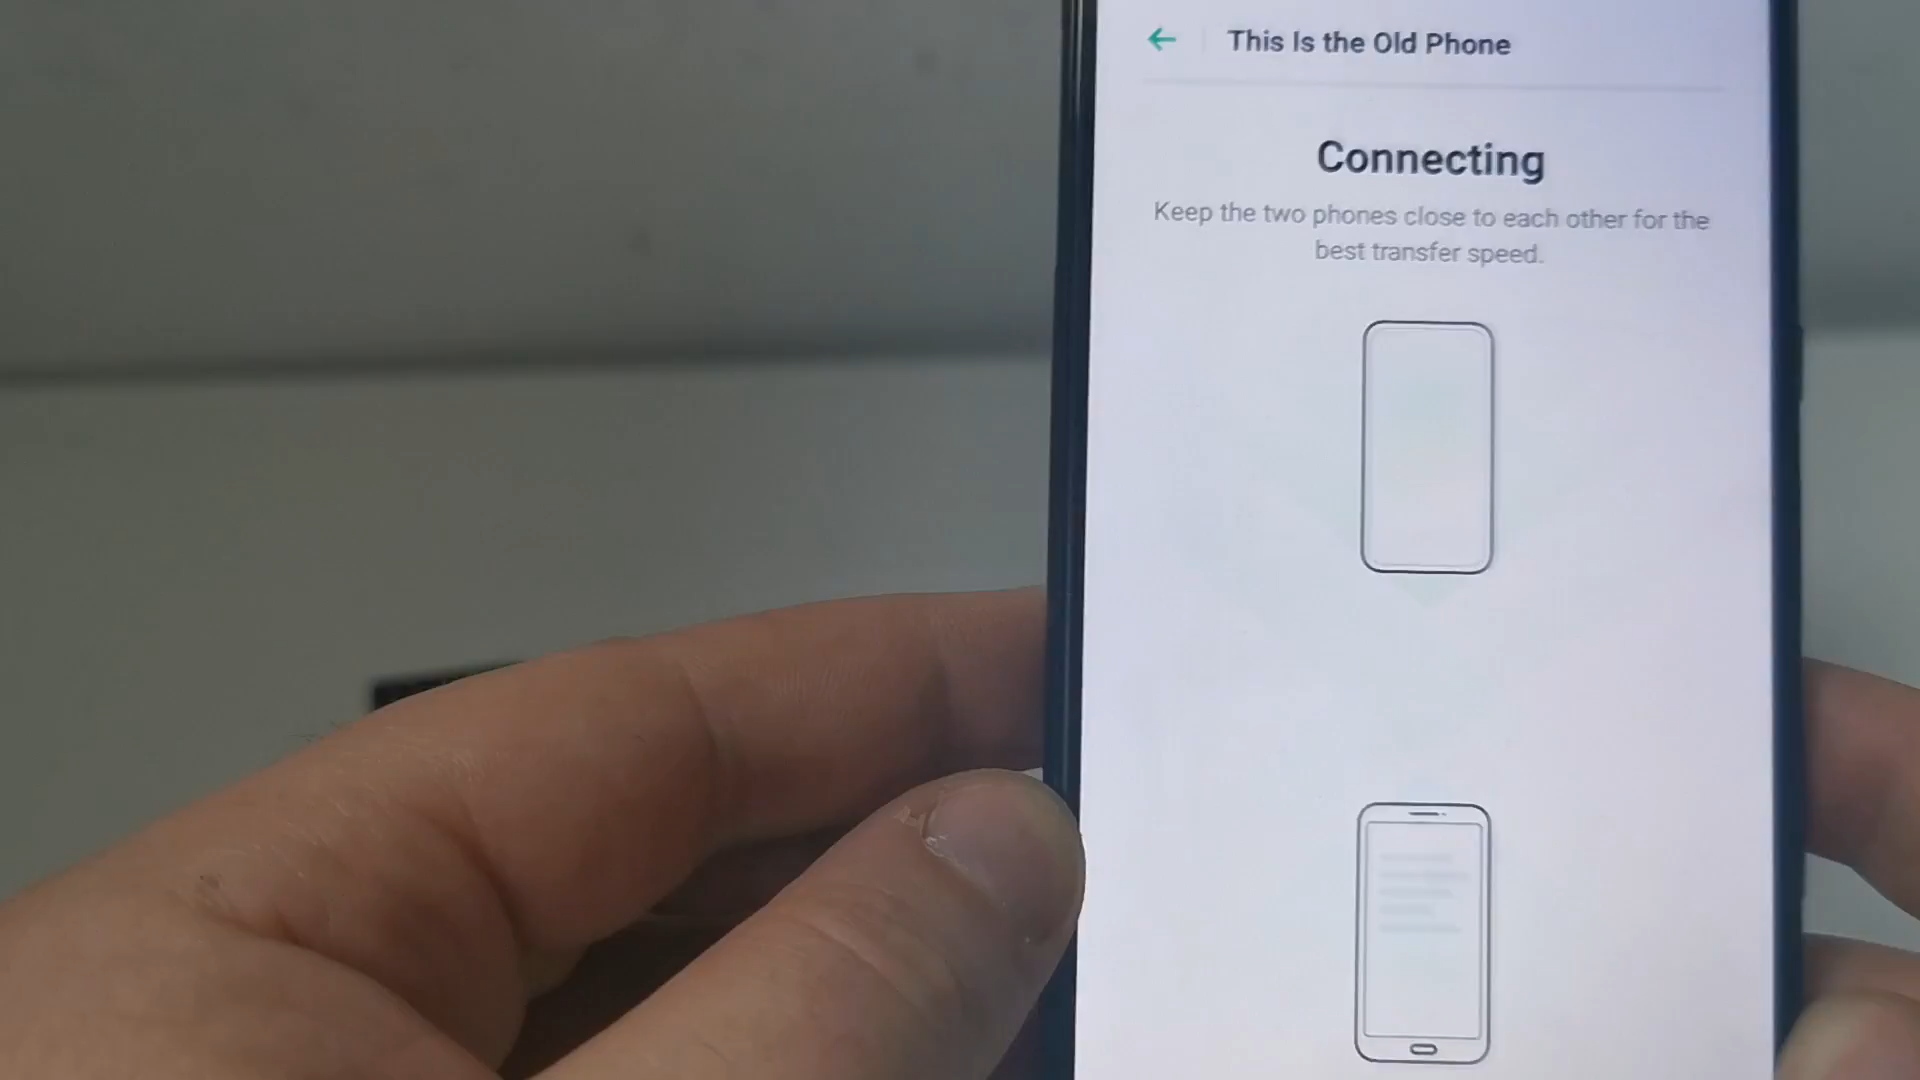 This Is the Old Phone
Connecting
Keep the two phones close to each other for the
best transfer speed.